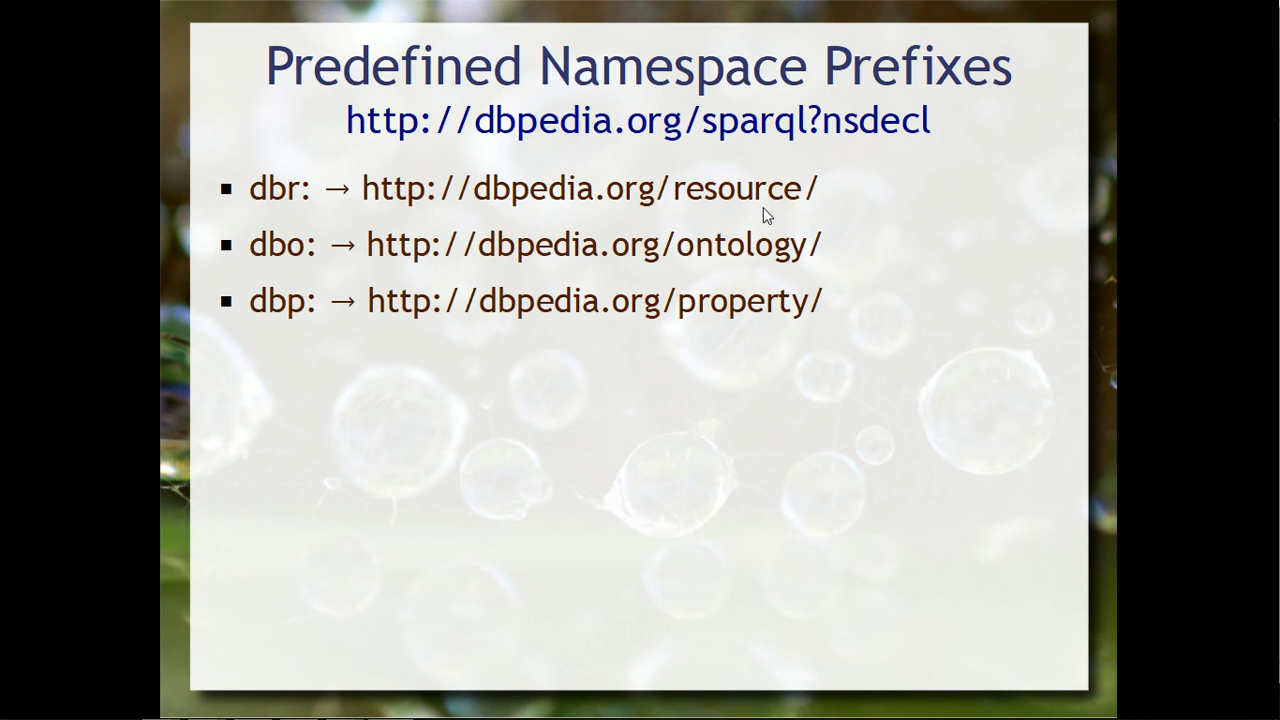 Predefined Namespace Prefixes
http://dbpedia.org/sparql?nsdecl
▪ dbr: → http://dbpedia.org/resource/
▪ dbo: → http://dbpedia.org/ontology/
▪ dbp: → http://dbpedia.org/property/